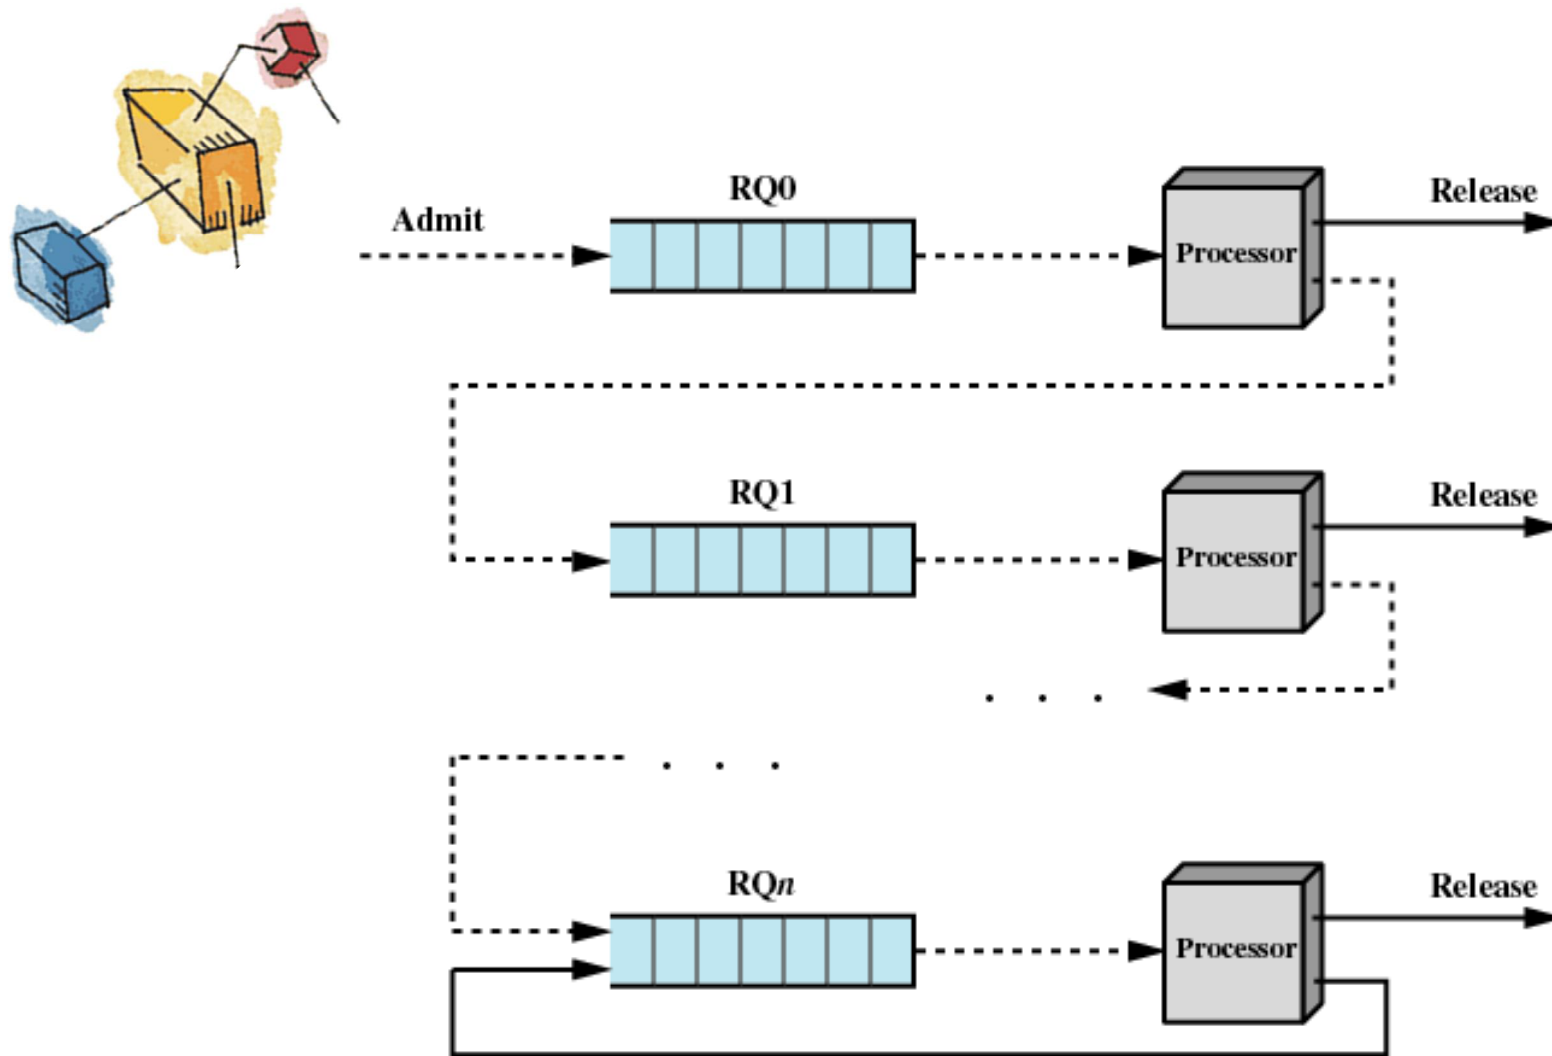 RQ0
Release
Admit
Processor
RQ1
Release
Processor
. . .
. . .
RQn
Release
Processor